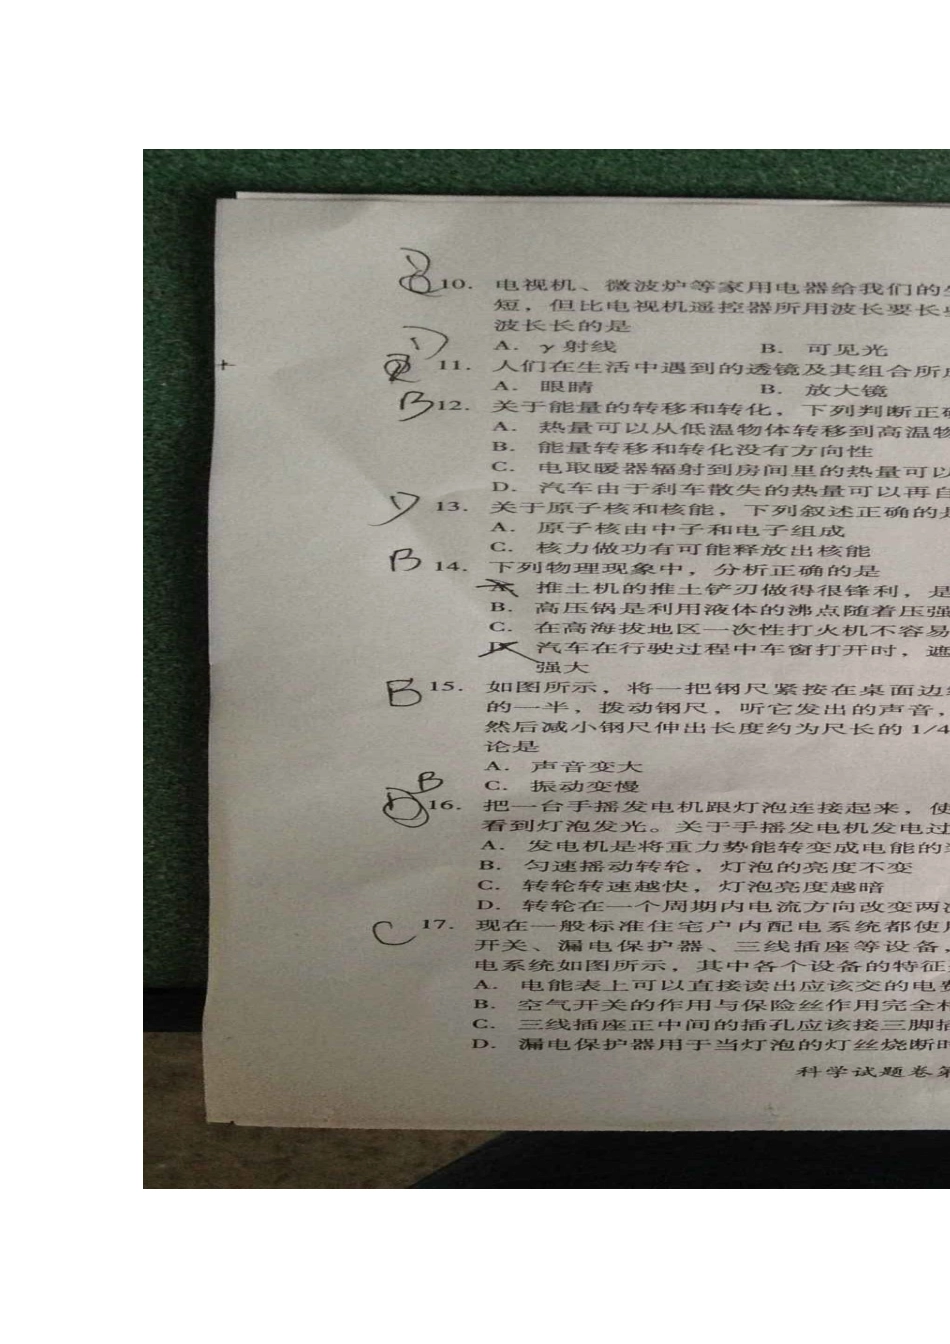 D
10. 电视机、微波炉等家用电器给我们的生
短，但比电视机遥控器所用波长要长
波长长的是
D
A. γ射线 B. 可见光
11. 人们在生活中遇到的透镜及其组合所成
A. 眼睛 B. 放大镜
B 12. 关于能量的转移和转化，下列判断正确
A. 热量可以从低温物体转移到高温物
B. 能量转移和转化没有方向性
C. 电取暖器辐射到房间里的热量可以
D. 汽车由于刹车散失的热量可以再自
D 13. 关于原子核和核能，下列叙述正确的是
A. 原子核由中子和电子组成
C. 核力做功有可能释放出核能
B 14. 下列物理现象中，分析正确的是
A. 推土机的推土铲刃做得很锋利，是
B. 高压锅是利用液体的沸点随着压强
C. 在高海拔地区一次性打火机不容易
D. 汽车在行驶过程中车窗打开时，遮
强大
B 15. 如图所示，将一把钢尺紧按在桌面边
的一半，拨动钢尺，听它发出的声音，
然后减小钢尺伸出长度约为尺长的1/4
论是
A. 声音变大
C. 振动变慢
B
D 16. 把一台手摇发电机跟灯泡连接起来，使
看到灯泡发光。关于手摇发电机发电过
A. 发电机是将重力势能转变成电能的
B. 匀速摇动转轮，灯泡的亮度不变
C. 转轮转速越快，灯泡亮度越暗
D. 转轮在一个周期内电流方向改变两次
C 17. 现在一般标准住宅户内配电系统都使用
开关、漏电保护器、三线插座等设备，
电系统如图所示，其中各个设备的特征
A. 电能表上可以直接读出应该交的电费
B. 空气开关的作用与保险丝作用完全相
C. 三线插座正中间的插孔应该接三脚插
D. 漏电保护器用于当灯泡的灯丝烧断时
科学试题卷第